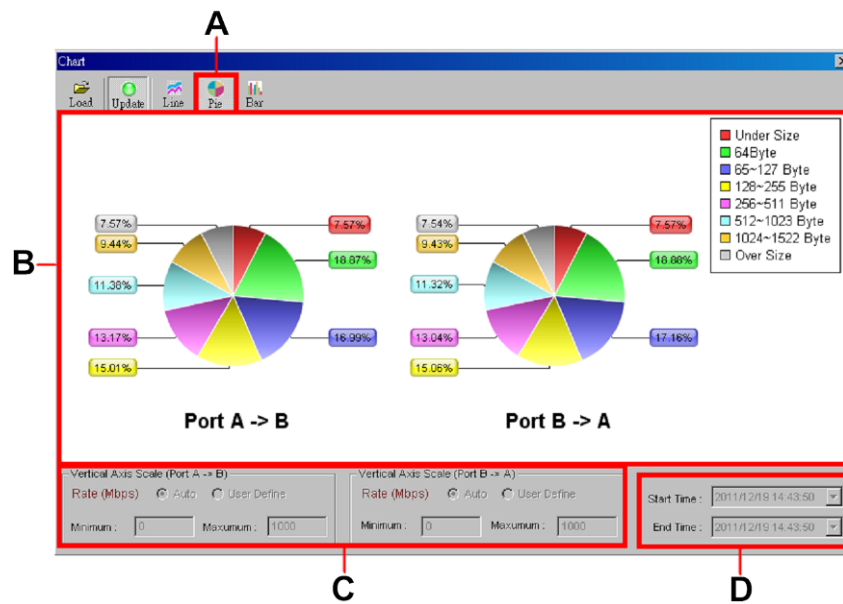 A
Chart
Load Update Line Pie Bar
Under Size
64Byte
65~127 Byte
128~255 Byte
256~511 Byte
512~1023 Byte
1024~1522 Byte
Over Size
B
7.57% 7.57%
9.44% 18.87%
11.38%
13.17% 16.99%
15.01%
Port A -> B
7.54% 7.57%
9.43% 18.88%
11.32%
13.04% 17.16%
15.06%
Port B -> A
Vertical Axis Scale (Port A -> B)
Rate (Mbps) Auto User Define
Minimum : 0 Maxumum : 1000
Vertical Axis Scale (Port B -> A)
Rate (Mbps) Auto User Define
Minimum : 0 Maxumum : 1000
Start Time : 2011/12/19 14:43:50
End Time : 2011/12/19 14:43:50
C
D